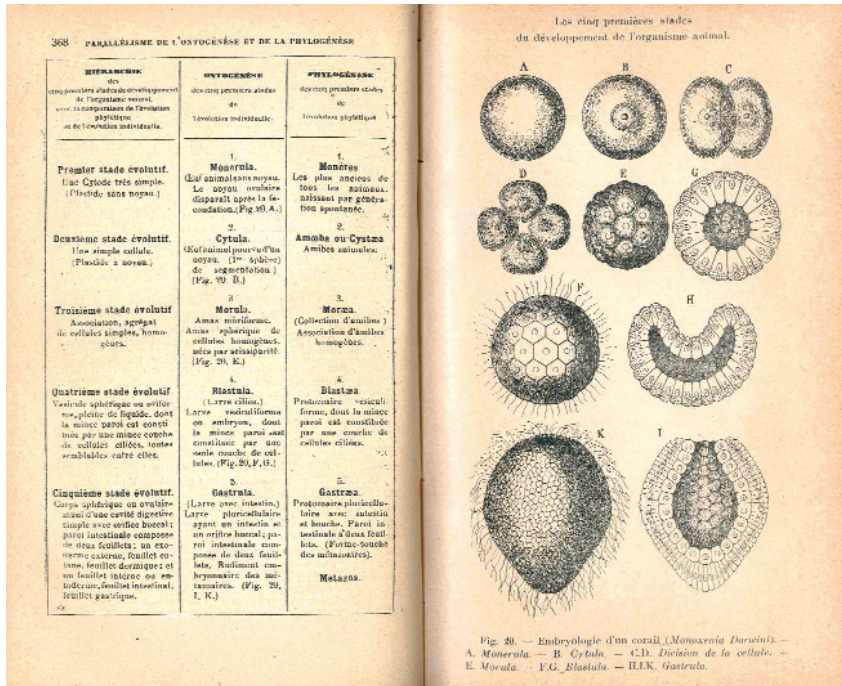 368 PARALLÉLISME DE L'ONTOGÉNÈSE ET DE LA PHYLOGÉNÈSE
HIÉRARCHIE
des
cinq premiers stades de développement
de l'organisme animal,
avec la comparaison de l'évolution
phylétique
et de l'évolution individuelle.
ONTOGÉNÈSE
des cinq premiers stades
de
l'évolution individuelle
PHYLOGÉNÈSE
des cinq premiers stades
de
l'évolution phylétique
Premier stade évolutif.
Une Cytode très simple.
(Plastide sans noyau.)
1.
Monerula.
Œuf animal sans noyau.
Le noyau ovulaire
disparaît après la fé-
condation. (Fig. 20, A.)
1.
Monères
Les plus anciens de
tous les animaux,
naissant par généra-
tion spontanée.
Deuxième stade évolutif.
Une simple cellule.
(Plastide à noyau.)
2.
Cytula.
(Œuf animal pourvu d'un
noyau. (1re sphère)
de segmentation.)
(Fig. 20. B.)
2.
Amœba ou Cystæa
Amibes animales.
Troisième stade évolutif
Association, agrégat
de cellules simples, homo-
gènes.
3
Morula.
Amas mûriforme.
Amas sphérique de
cellules homogènes,
nées par scissiparité.
(Fig. 20, E.)
3.
Moræa.
(Collection d'amibes)
Association d'amibes
homogènes.
Quatrième stade évolutif
Vésicule sphérique ou ovifor-
me, pleine de liquide, dont
la mince paroi est consti-
tuée par une mince couche
de cellules ciliées, toutes
semblables entre elles.
4.
Blastula.
(Larve ciliée.)
Larve vésiculiforme
ou embryon, dont
la mince paroi est
constituée par une
seule couche de cel-
lules. (Fig. 20, F, G.)
4.
Blastæa.
Protozoaire vésiculi-
forme, dont la mince
paroi est constituée
par une couche de
cellules ciliées.
Cinquième stade évolutif.
Corps sphérique ou ovulaire
muni d'une cavité digestive
simple avec orifice buccal;
paroi intestinale composée
de deux feuillets; un exo-
derme externe, feuillet cu-
tané, feuillet dermique; et
un feuillet interne ou en-
toderme, feuillet intestinal,
feuillet gastrique.
5.
Gastrula.
(Larve avec intestin.)
Larve pluricellulaire
ayant un intestin et
un orifice buccal; pa-
roi intestinale com-
posée de deux feuil-
lets, Rudiment em-
bryonnaire des mé-
tazoaires. (Fig. 20,
I, K.)
5.
Gastræa.
Protozoaire pluricellu-
laire avec intestin
et bouche. Paroi in-
testinale à deux feuil-
lets. (Forme-souche
des métazoaires).
Metazoa.
Les cinq premières stades
du développement de l'organisme animal.
A B C
D E G
F H
K I
Fig. 20. — Embryologie d'un corail (Monoxenia Darwini). —
A. Monerula. — B. Cytula. — C.D. Division de la cellule. —
E. Morula. — F.G. Blastula. — H.I.K. Gastrula.